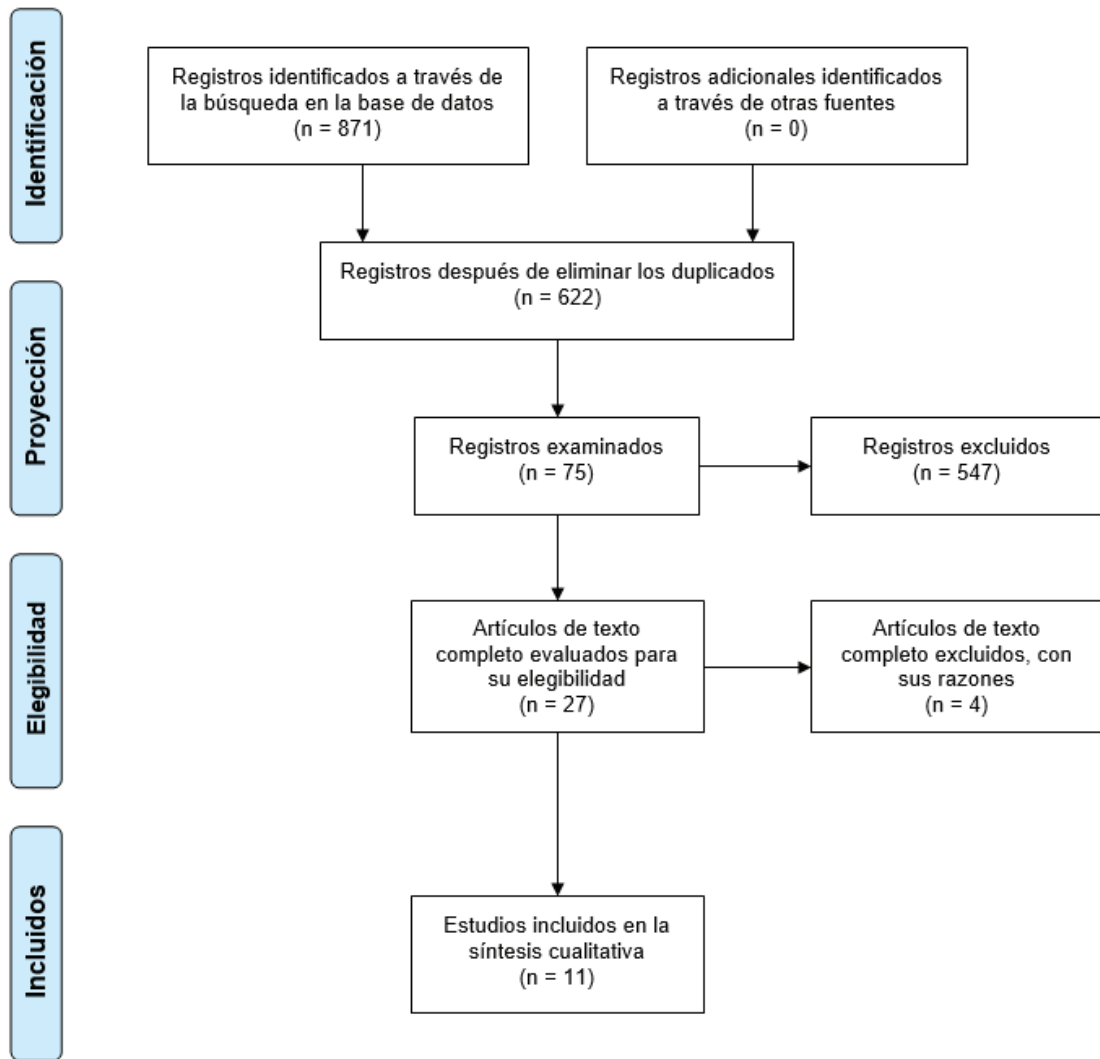 Identificación
Registros identificados a través de
la búsqueda en la base de datos
(n = 871)
Registros adicionales identificados
a través de otras fuentes
(n = 0)
Registros después de eliminar los duplicados
(n = 622)
Proyección
Registros examinados
(n = 75)
Registros excluidos
(n = 547)
Elegibilidad
Artículos de texto
completo evaluados para
su elegibilidad
(n = 27)
Artículos de texto
completo excluidos, con
sus razones
(n = 4)
Incluidos
Estudios incluidos en la
síntesis cualitativa
(n = 11)